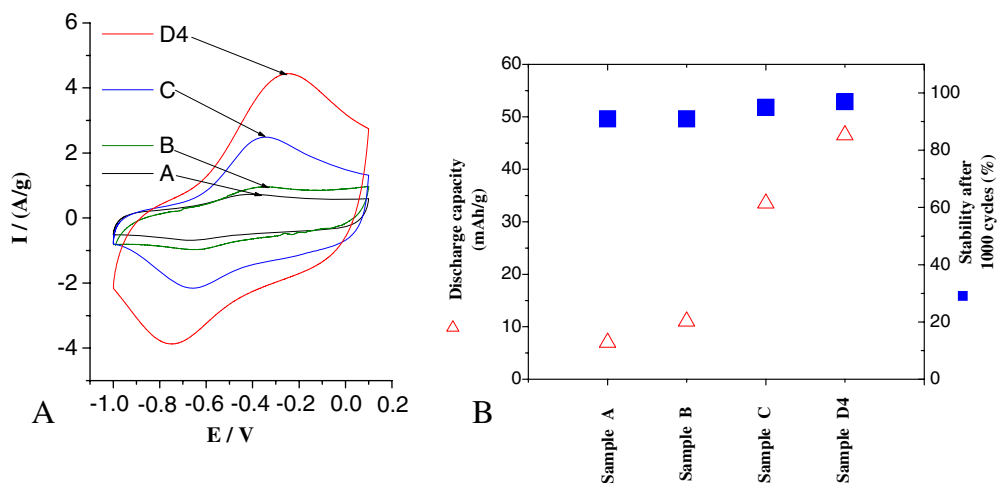 6
4
2
0
-2
-4
I / (A/g)
D4
C
B
A
-1.0 -0.8 -0.6 -0.4 -0.2 0.0 0.2
E / V
A
60
50
40
30
20
10
0
Discharge capacity
mAh/g)
100
80
60
40
20
0
Stability after
1000 cycles (%)
Sample A
Sample B
Sample C
Sample D4
B